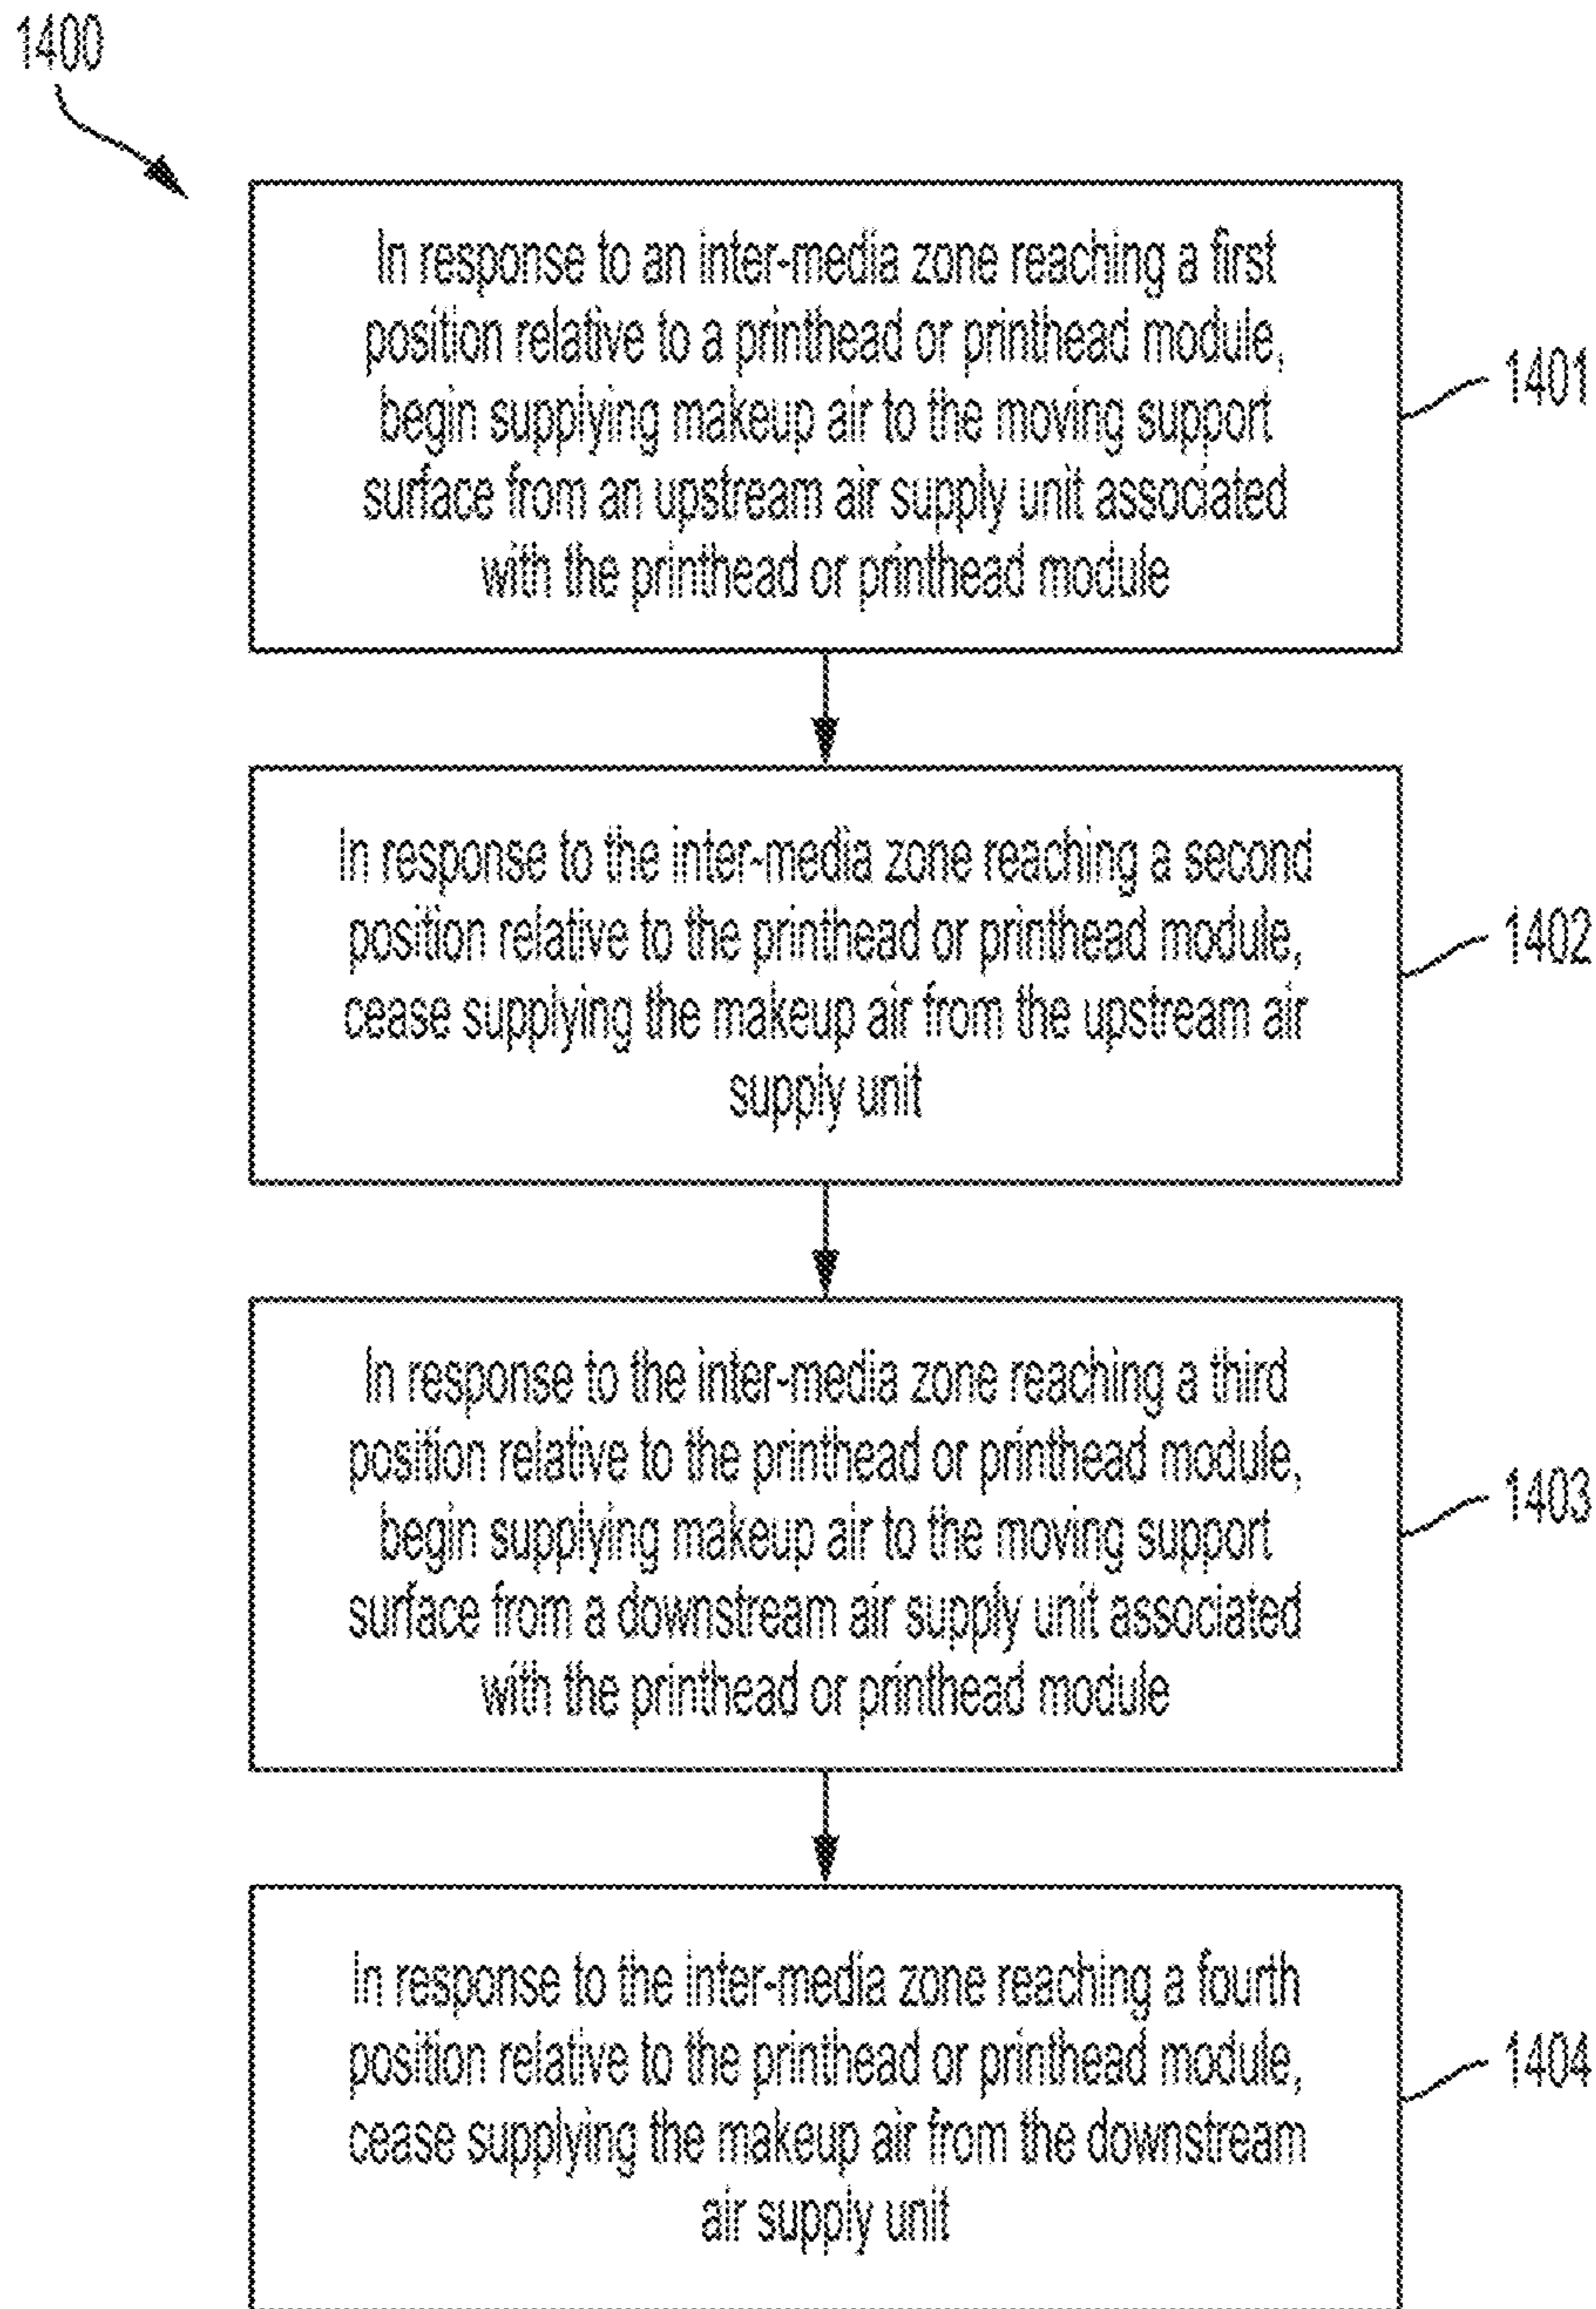 1400
In response to an inter-media zone reaching a first
position relative to a printhead or printhead module,
begin supplying makeup air to the moving support
surface from an upstream air supply unit associated
with the printhead or printhead module
1401
In response to the inter-media zone reaching a second
position relative to the printhead or printhead module,
cease supplying the makeup air from the upstream air
supply unit
1402
In response to the inter-media zone reaching a third
position relative to the printhead or printhead module,
begin supplying makeup air to the moving support
surface from a downstream air supply unit associated
with the printhead or printhead module
1403
In response to the inter-media zone reaching a fourth
position relative to the printhead or printhead module,
cease supplying the makeup air from the downstream
air supply unit
1404